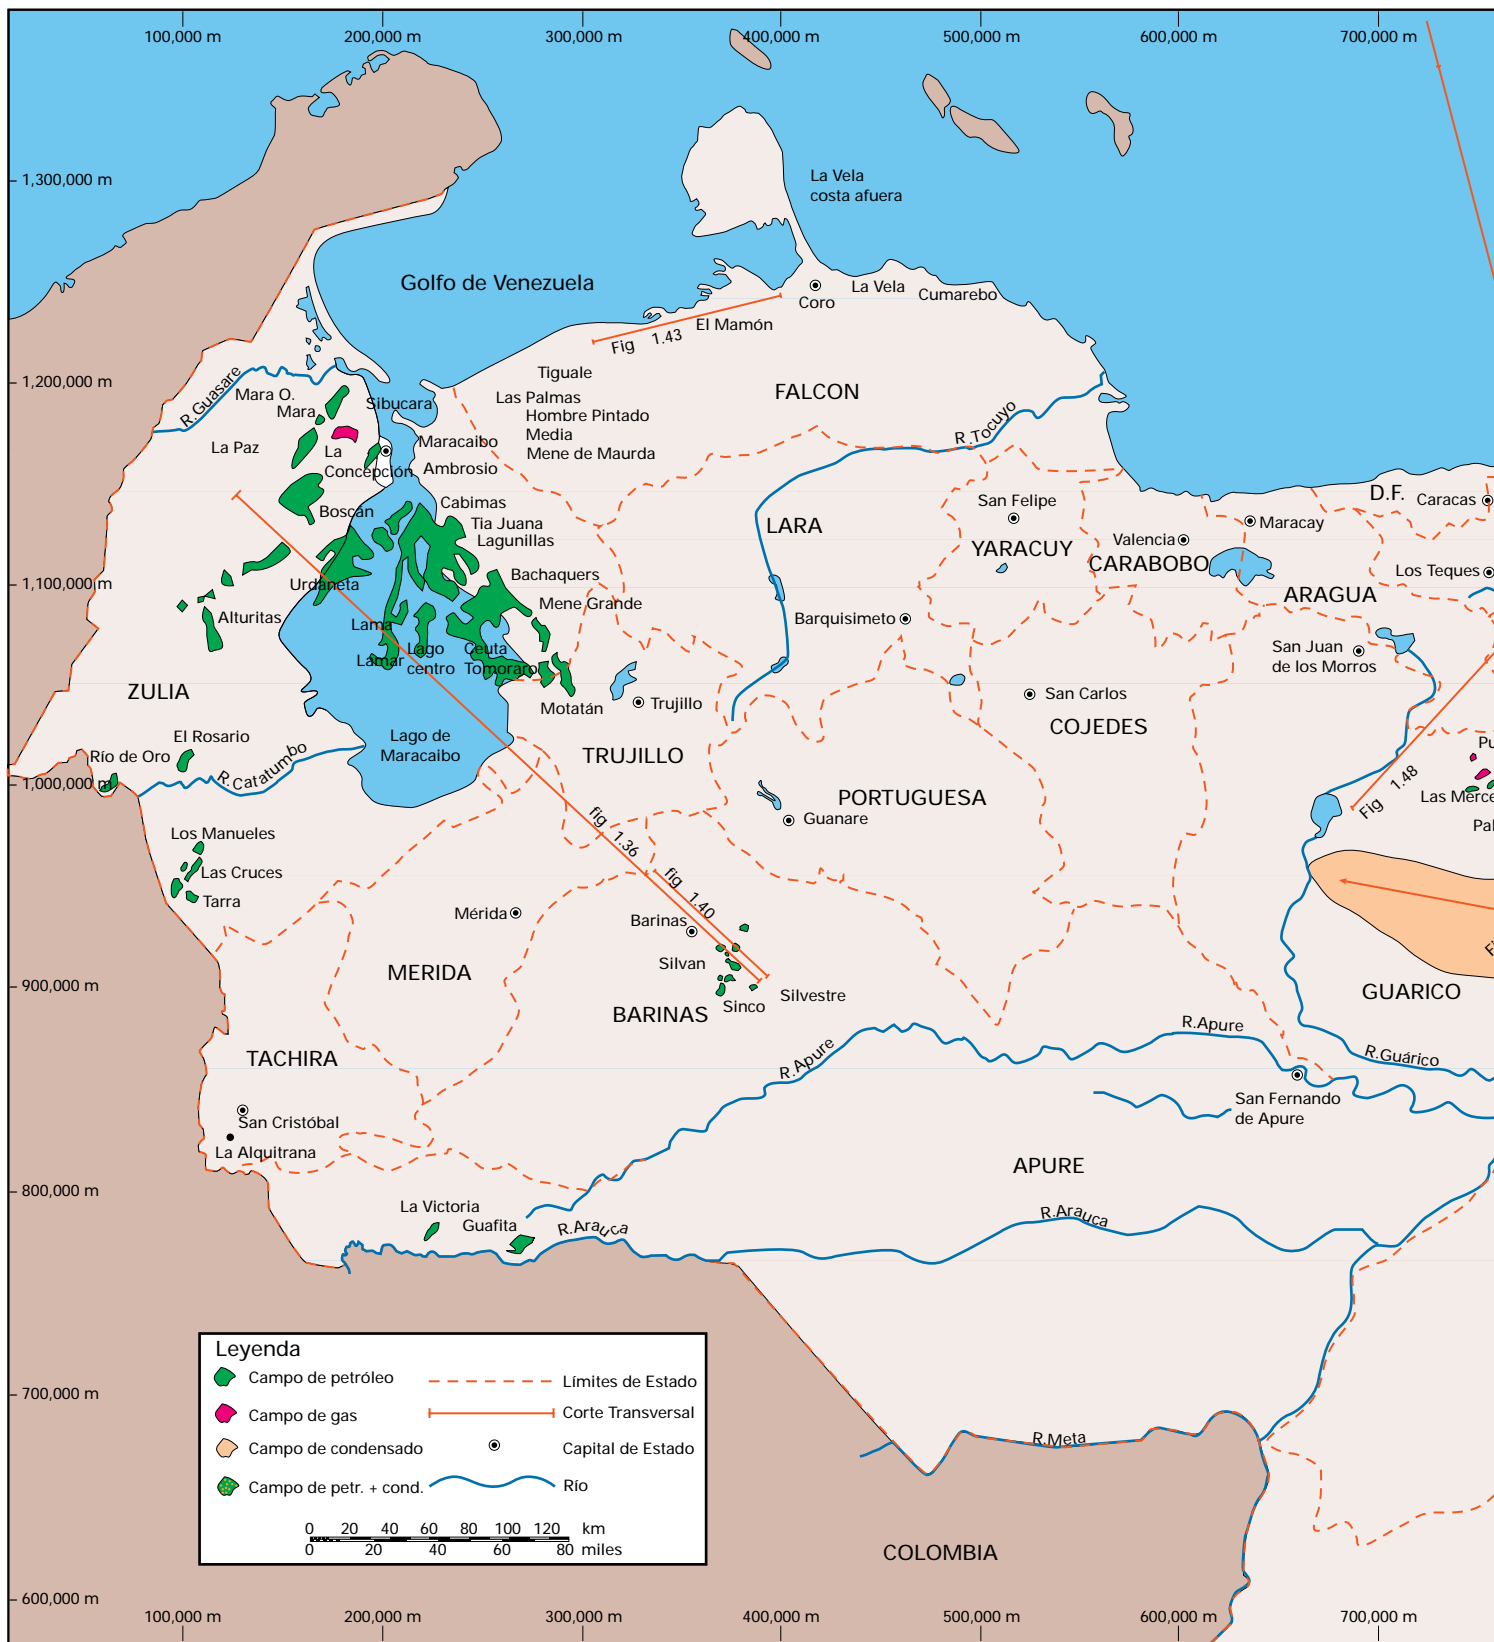 100,000 m
200,000 m
300,000 m
400,000 m
500,000 m
600,000 m
700,000 m
1,300,000 m
La Vela
costa afuera
Golfo de Venezuela
La Vela
Cumarebo
Coro
El Mamón
Fig 1.43
Tiguale
1,200,000 m
R.Guasare
Mara O.
Mara
Sibucara
Las Palmas
Hombre Pintado
Media
Mene de Maurda
FALCON
R.Tocuyo
La Paz
La
Concepción
Maracaibo
Ambrosio
Boscán
Cabimas
Tia Juana
Lagunillas
LARA
San Felipe
YARACUY
Valencia
CARABOBO
Maracay
D.F.
Caracas
Los Teques
ARAGUA
1,100,000 m
Urdaneta
Bachaquers
Mene Grande
Alturitas
Lama
Lamar
Lago
centro
Ceuta
Tomoraro
Barquisimeto
San Juan
de los Morros
ZULIA
Motatán
Trujillo
San Carlos
COJEDES
El Rosario
Río de Oro
R.Catatumbo
Lago de
Maracaibo
TRUJILLO
1,000,000 m
PORTUGUESA
Guanare
Fig 1.48
Pu
Las Merce
Pal
Los Manueles
Las Cruces
Tarra
fig 1.36
fig 1.40
Mérida
Barinas
MERIDA
Silvan
Sinco
Silvestre
BARINAS
900,000 m
GUARICO
TACHIRA
R.Apure
R.Apure
R.Guárico
San Cristóbal
La Alquitrana
San Fernando
de Apure
APURE
800,000 m
La Victoria
Guafita
R.Arauca
R.Arauca
Leyenda
Campo de petróleo
Campo de gas
Campo de condensado
Campo de petr. + cond.
Límites de Estado
Corte Transversal
Capital de Estado
Río
0 20 40 60 80 100 120 km
0 20 40 60 80 miles
700,000 m
R.Meta
COLOMBIA
600,000 m
100,000 m
200,000 m
300,000 m
400,000 m
500,000 m
600,000 m
700,000 m